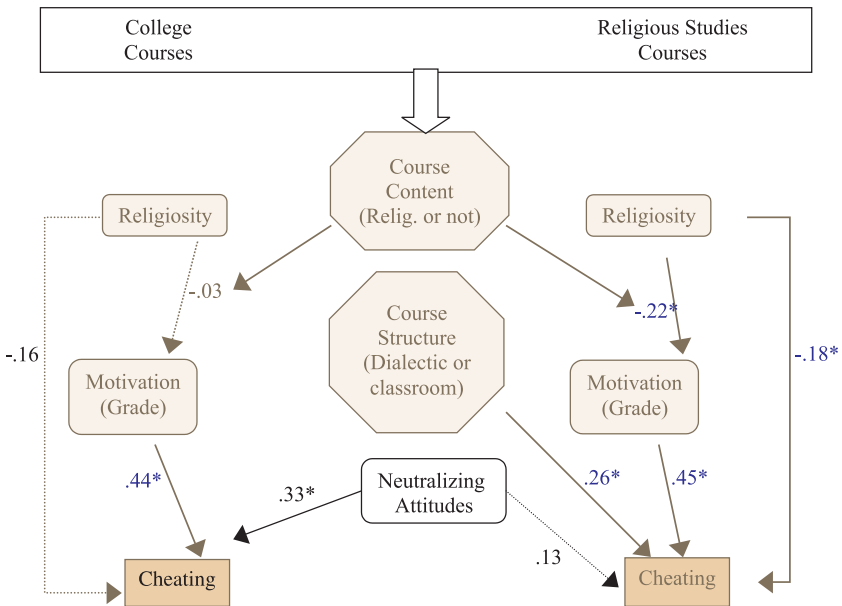 College
Courses
Religious Studies
Courses
Course
Content
(Relig. or not)
Religiosity
Religiosity
-.03
-.22*
Course
Structure
(Dialectic or
classroom)
-.16
-.18*
Motivation
(Grade)
Motivation
(Grade)
.44*
.33*
Neutralizing
Attitudes
.26*
.45*
.13
Cheating
Cheating